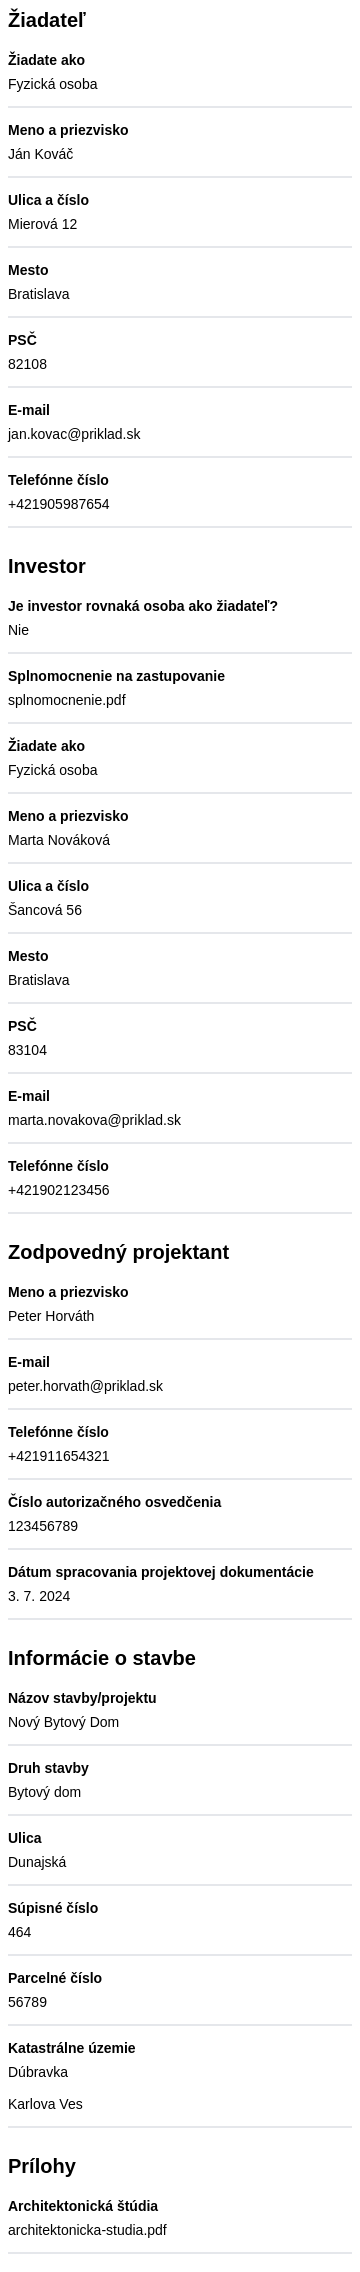 Žiadateľ
Žiadate ako
Fyzická osoba
Meno a priezvisko
Ján Kováč
Ulica a číslo
Mierová 12
Mesto
Bratislava
PSČ
82108
E-mail
jan.kovac@priklad.sk
Telefónne číslo
+421905987654
Investor
Je investor rovnaká osoba ako žiadateľ?
Nie
Splnomocnenie na zastupovanie
splnomocnenie.pdf
Žiadate ako
Fyzická osoba
Meno a priezvisko
Marta Nováková
Ulica a číslo
Šancová 56
Mesto
Bratislava
PSČ
83104
E-mail
marta.novakova@priklad.sk
Telefónne číslo
+421902123456
Zodpovedný projektant
Meno a priezvisko
Peter Horváth
E-mail
peter.horvath@priklad.sk
Telefónne číslo
+421911654321
Číslo autorizačného osvedčenia
123456789
Dátum spracovania projektovej dokumentácie
3. 7. 2024
Informácie o stavbe
Názov stavby/projektu
Nový Bytový Dom
Druh stavby
Bytový dom
Ulica
Dunajská
Súpisné číslo
464
Parcelné číslo
56789
Katastrálne územie
Dúbravka
Karlova Ves
Prílohy
Architektonická štúdia
architektonicka-studia.pdf